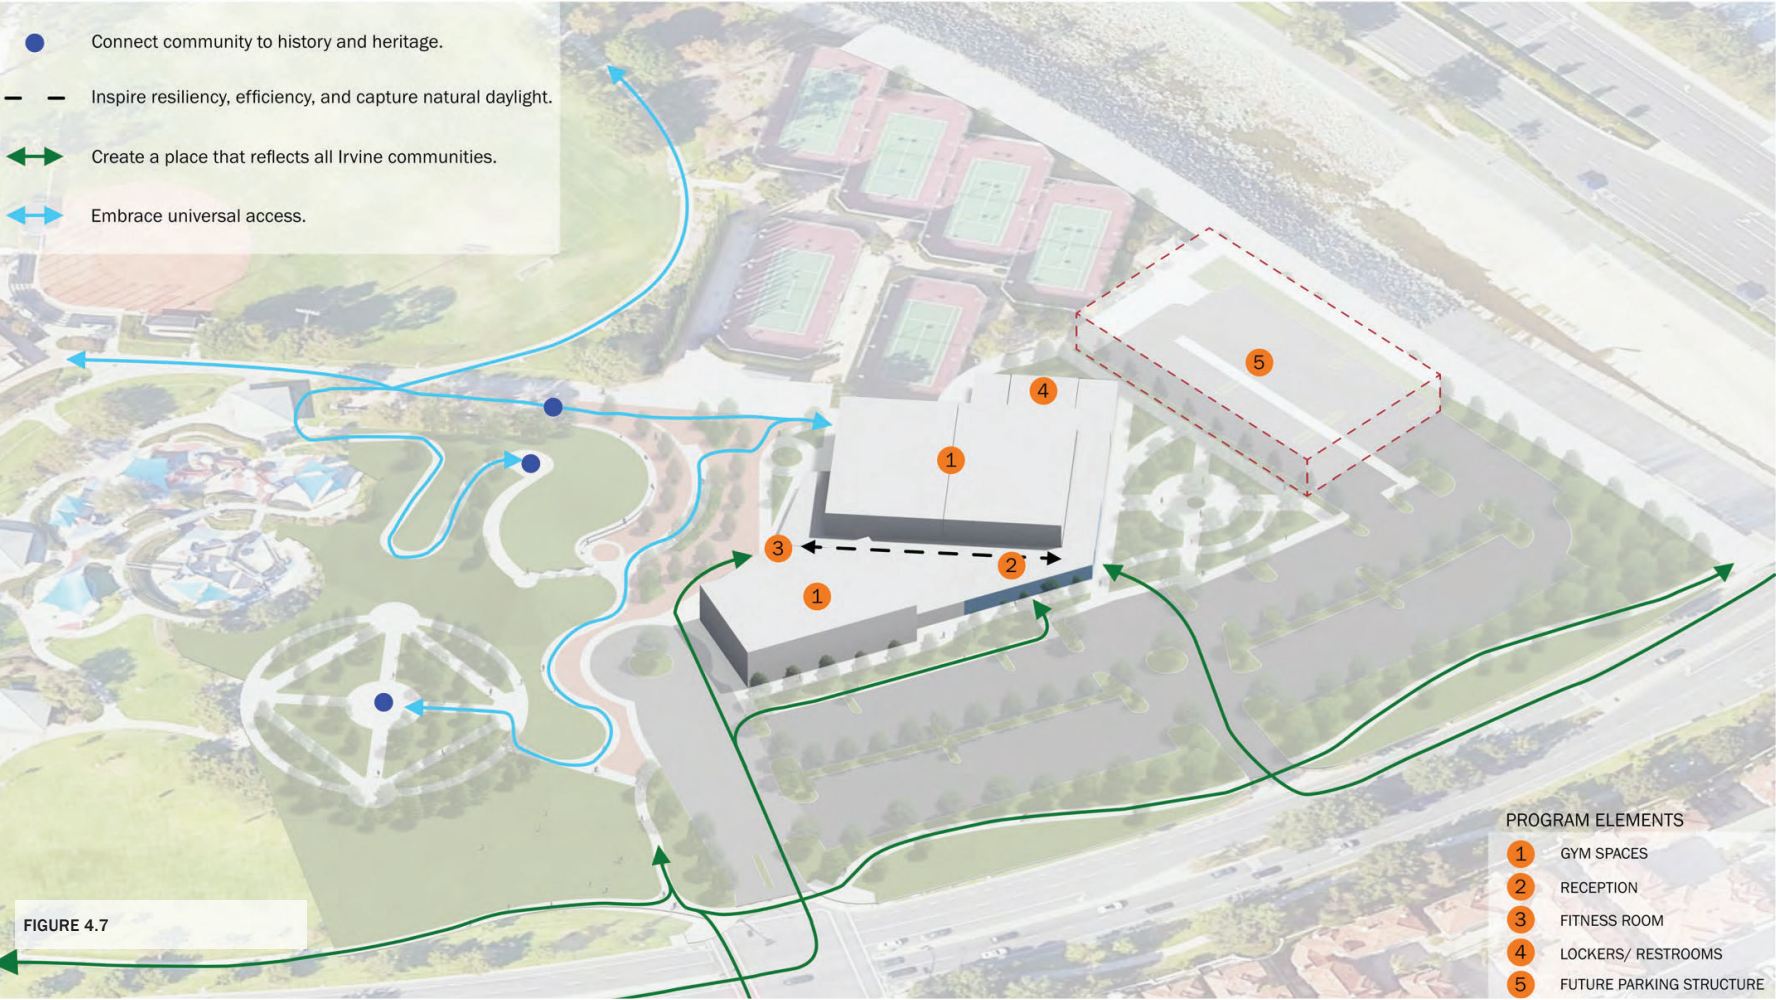 Connect community to history and heritage.
Inspire resiliency, efficiency, and capture natural daylight.
Create a place that reflects all Irvine communities.
Embrace universal access.
5
4
1
3
2
1
PROGRAM ELEMENTS
1 GYM SPACES
2 RECEPTION
3 FITNESS ROOM
4 LOCKERS/ RESTROOMS
5 FUTURE PARKING STRUCTURE
FIGURE 4.7